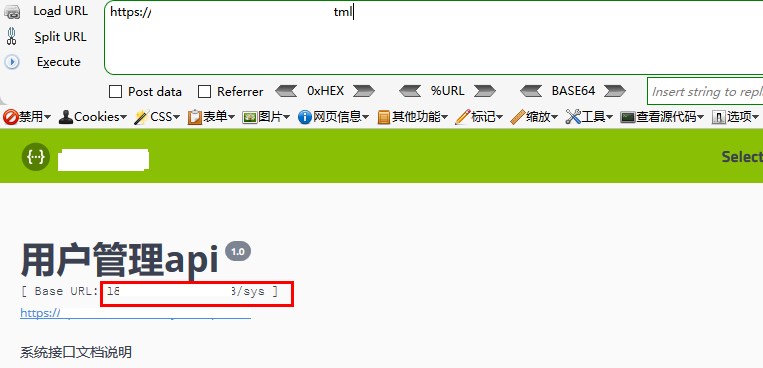 Load URL
https:// tml
Split URL
Execute
Post data Referrer 0xHEX %URL BASE64 Insert string to repl
禁用 Cookies CSS 表单 图片 网页信息 其他功能 标记 缩放 工具 查看源代码 选项
{···} Select
用户管理api 1.0
[ Base URL: 18 3/sys ]
https://
系统接口文档说明